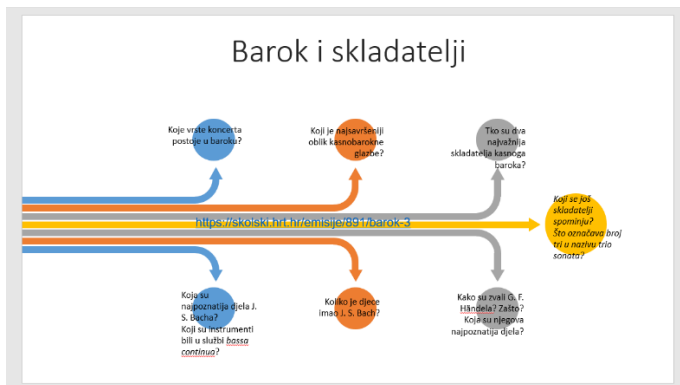 Barok i skladatelji
Koje vrste koncerta
postoje u baroku?
Koji je najsavršeniji
oblik kasnobarokne
glazbe?
Tko su dva
najvažnija
skladatelja kasnoga
baroka?
Koji se još
skladatelji
spominju?
Što označava broj
tri u nazivu trio
sonata?
https://skolski.hrt.hr/emisije/891/barok-3
Koja su
najpoznatija djela J.
S. Bacha?
Koji su instrumenti
bili u službi bassa
continua?
Koliko je djece
imao J. S. Bach?
Kako su zvali G. F.
Händela? Zašto?
Koja su njegova
najpoznatija djela?